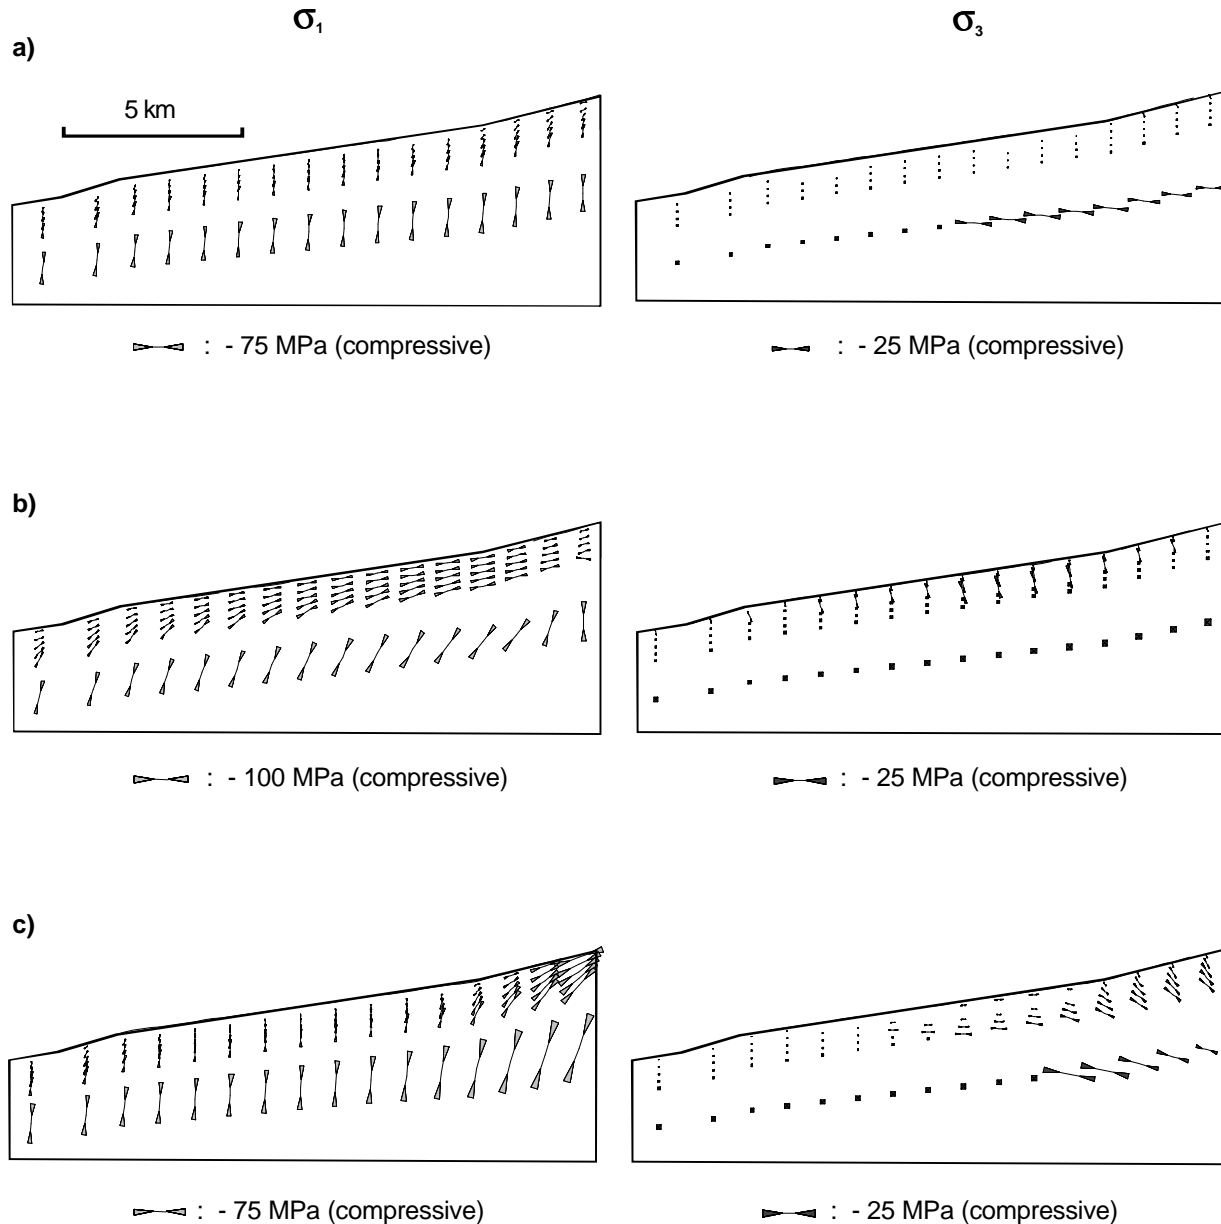 σ1 σ3
a)
5 km
: - 75 MPa (compressive) : - 25 MPa (compressive)
b)
: - 100 MPa (compressive) : - 25 MPa (compressive)
c)
: - 75 MPa (compressive) : - 25 MPa (compressive)